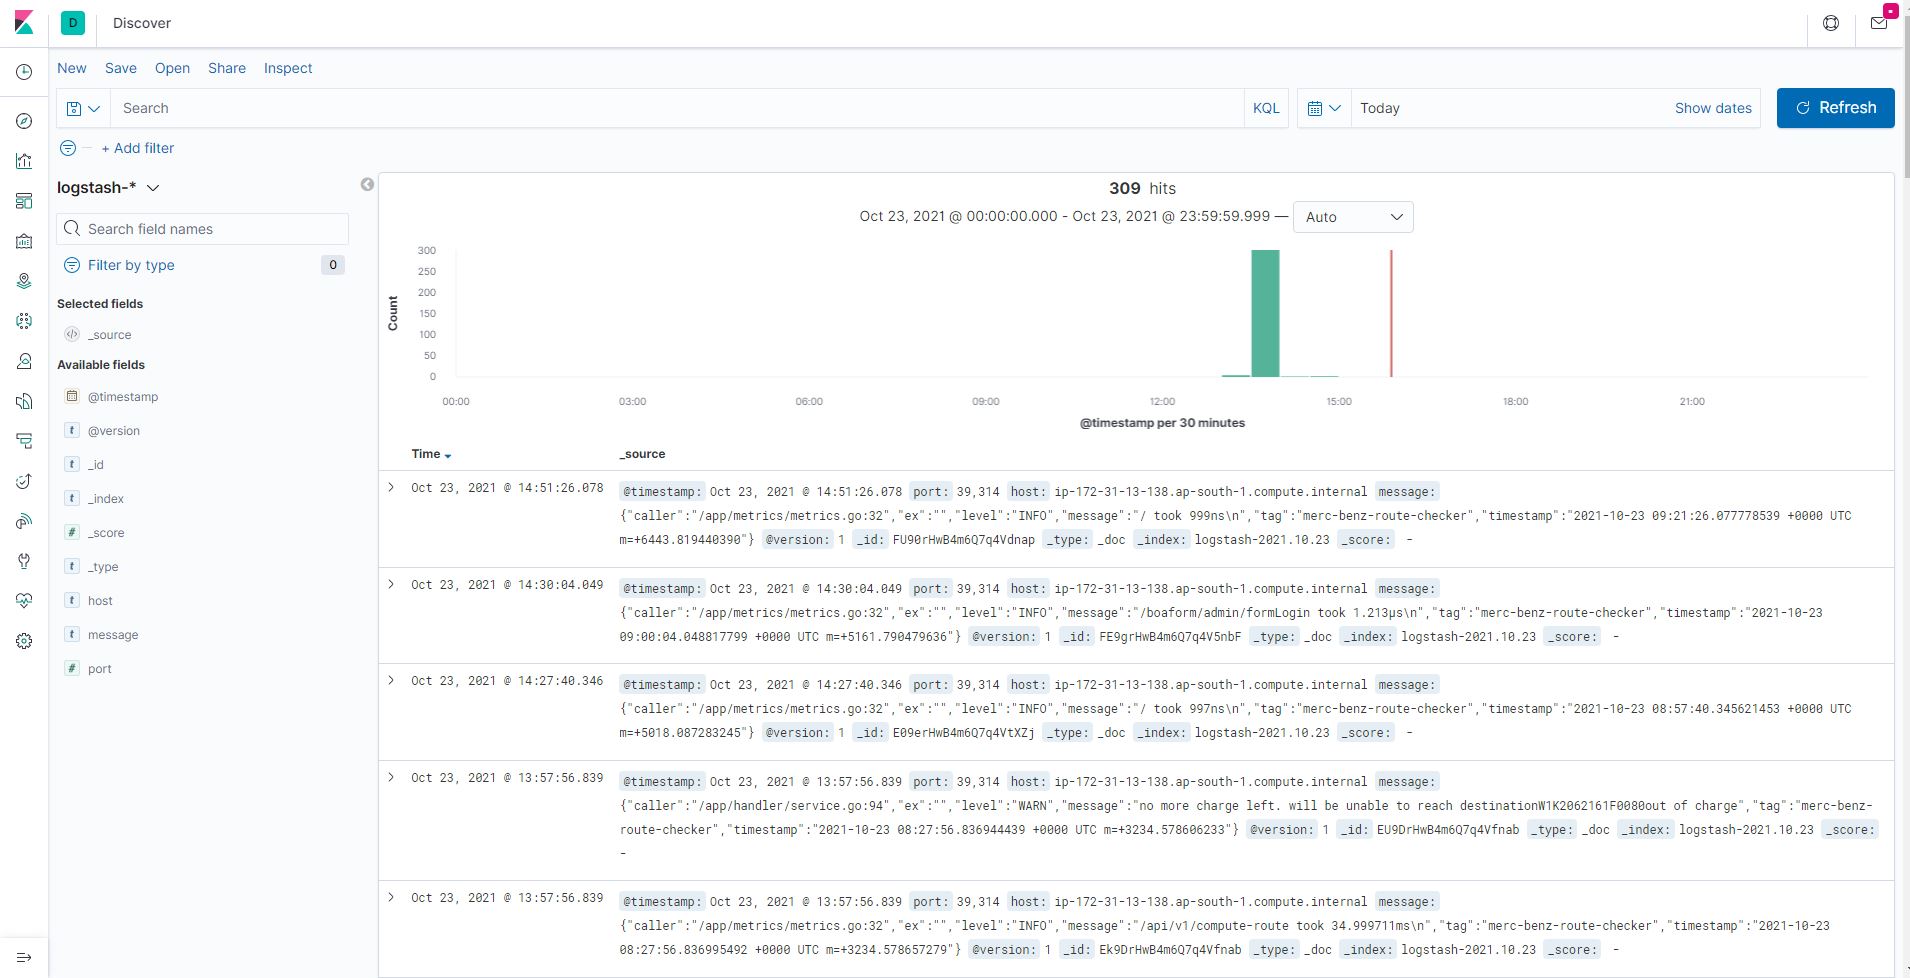 D Discover
New Save Open Share Inspect
Search KQL Today Show dates Refresh
+ Add filter
logstash-*
Search field names
Filter by type 0
Selected fields
_source
Available fields
@timestamp
@version
_id
_index
_score
_type
host
message
port
309 hits
Oct 23, 2021 @ 00:00:00.000 - Oct 23, 2021 @ 23:59:59.999 — Auto
Count
300
250
200
150
100
50
0
00:00 03:00 06:00 09:00 12:00 15:00 18:00 21:00
@timestamp per 30 minutes
Time _source
Oct 23, 2021 @ 14:51:26.078 @timestamp: Oct 23, 2021 @ 14:51:26.078 port: 39,314 host: ip-172-31-13-138.ap-south-1.compute.internal message:
{"caller":"/app/metrics/metrics.go:32","ex":"","level":"INFO","message":"/ took 999ns\n","tag":"merc-benz-route-checker","timestamp":"2021-10-23 09:21:26.077778539 +0000 UTC
m=+6443.819440390"} @version: 1 _id: FU90rHwB4m6Q7q4Vdnap _type: _doc _index: logstash-2021.10.23 _score: -
Oct 23, 2021 @ 14:30:04.049 @timestamp: Oct 23, 2021 @ 14:30:04.049 port: 39,314 host: ip-172-31-13-138.ap-south-1.compute.internal message:
{"caller":"/app/metrics/metrics.go:32","ex":"","level":"INFO","message":"/boaform/admin/formLogin took 1.213µs\n","tag":"merc-benz-route-checker","timestamp":"2021-10-23
09:00:04.048817799 +0000 UTC m=+5161.790479636"} @version: 1 _id: FE9grHwB4m6Q7q4V5nbF _type: _doc _index: logstash-2021.10.23 _score: -
Oct 23, 2021 @ 14:27:40.346 @timestamp: Oct 23, 2021 @ 14:27:40.346 port: 39,314 host: ip-172-31-13-138.ap-south-1.compute.internal message:
{"caller":"/app/metrics/metrics.go:32","ex":"","level":"INFO","message":"/ took 997ns\n","tag":"merc-benz-route-checker","timestamp":"2021-10-23 08:57:40.345621453 +0000 UTC
m=+5018.087283245"} @version: 1 _id: E09erHwB4m6Q7q4VtXZj _type: _doc _index: logstash-2021.10.23 _score: -
Oct 23, 2021 @ 13:57:56.839 @timestamp: Oct 23, 2021 @ 13:57:56.839 port: 39,314 host: ip-172-31-13-138.ap-south-1.compute.internal message:
{"caller":"/app/handler/service.go:94","ex":"","level":"WARN","message":"no more charge left. will be unable to reach destinationW1K2062161F0080out of charge","tag":"merc-benz-
route-checker","timestamp":"2021-10-23 08:27:56.836944439 +0000 UTC m=+3234.578606233"} @version: 1 _id: EU9DrHwB4m6Q7q4Vfnab _type: _doc _index: logstash-2021.10.23 _score:
-
Oct 23, 2021 @ 13:57:56.839 @timestamp: Oct 23, 2021 @ 13:57:56.839 port: 39,314 host: ip-172-31-13-138.ap-south-1.compute.internal message:
{"caller":"/app/metrics/metrics.go:32","ex":"","level":"INFO","message":"/api/v1/compute-route took 34.999711ms\n","tag":"merc-benz-route-checker","timestamp":"2021-10-23
08:27:56.836995492 +0000 UTC m=+3234.578657279"} @version: 1 _id: Ek9DrHwB4m6Q7q4Vfnab _type: _doc _index: logstash-2021.10.23 _score: -